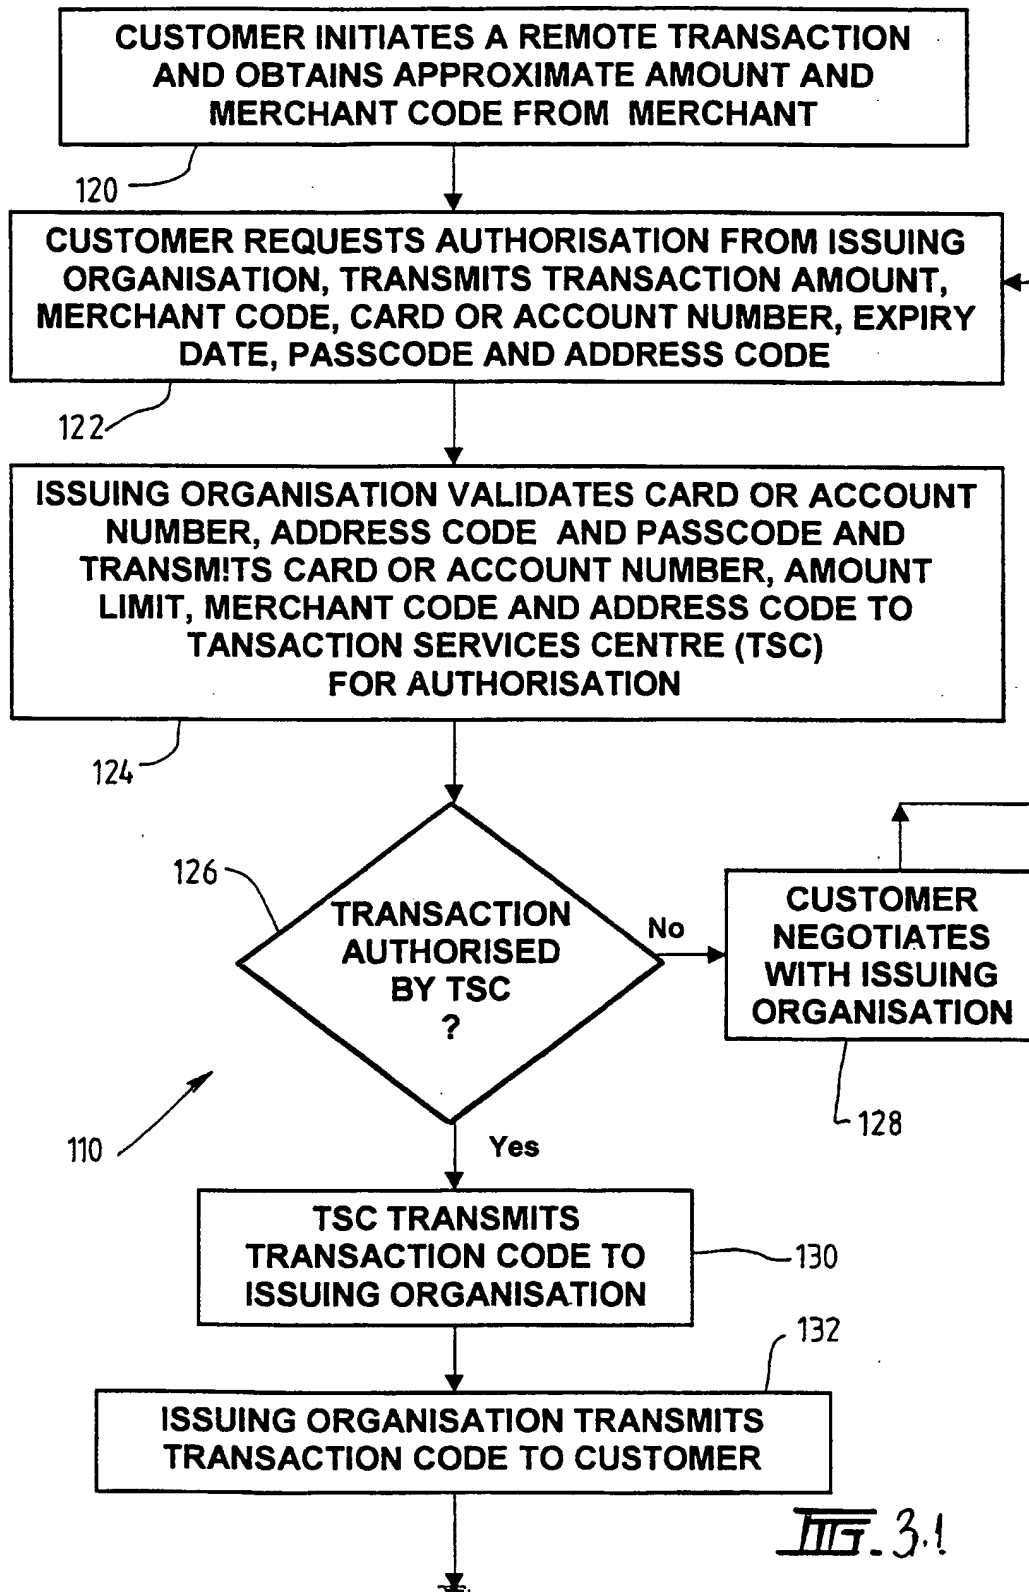 CUSTOMER INITIATES A REMOTE TRANSACTION
AND OBTAINS APPROXIMATE AMOUNT AND
MERCHANT CODE FROM MERCHANT
120
CUSTOMER REQUESTS AUTHORISATION FROM ISSUING
ORGANISATION, TRANSMITS TRANSACTION AMOUNT,
MERCHANT CODE, CARD OR ACCOUNT NUMBER, EXPIRY
DATE, PASSCODE AND ADDRESS CODE
122
ISSUING ORGANISATION VALIDATES CARD OR ACCOUNT
NUMBER, ADDRESS CODE AND PASSCODE AND
TRANSMITS CARD OR ACCOUNT NUMBER, AMOUNT
LIMIT, MERCHANT CODE AND ADDRESS CODE TO
TANSACTION SERVICES CENTRE (TSC)
FOR AUTHORISATION
124
126
TRANSACTION
AUTHORISED
BY TSC
?
No
CUSTOMER
NEGOTIATES
WITH ISSUING
ORGANISATION
128
110
Yes
TSC TRANSMITS
TRANSACTION CODE TO
ISSUING ORGANISATION
130
132
ISSUING ORGANISATION TRANSMITS
TRANSACTION CODE TO CUSTOMER
FIG. 3.1